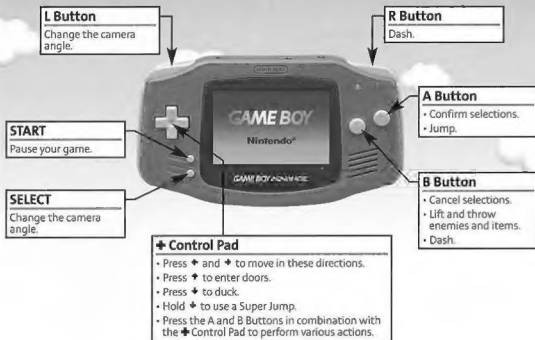 L Button
Change the camera
angle.
R Button
Dash.
A Button
• Confirm selections.
• Jump.
START
Pause your game.
GAME BOY
Nintendo®
GAME BOY ADVANCE
SELECT
Change the camera
angle.
B Button
• Cancel selections.
• Lift and throw
enemies and items.
• Dash.
✚ Control Pad
• Press ← and → to move in these directions.
• Press ↑ to enter doors.
• Press ↓ to duck.
• Hold ↓ to use a Super Jump.
• Press the A and B Buttons in combination with
the ✚ Control Pad to perform various actions.